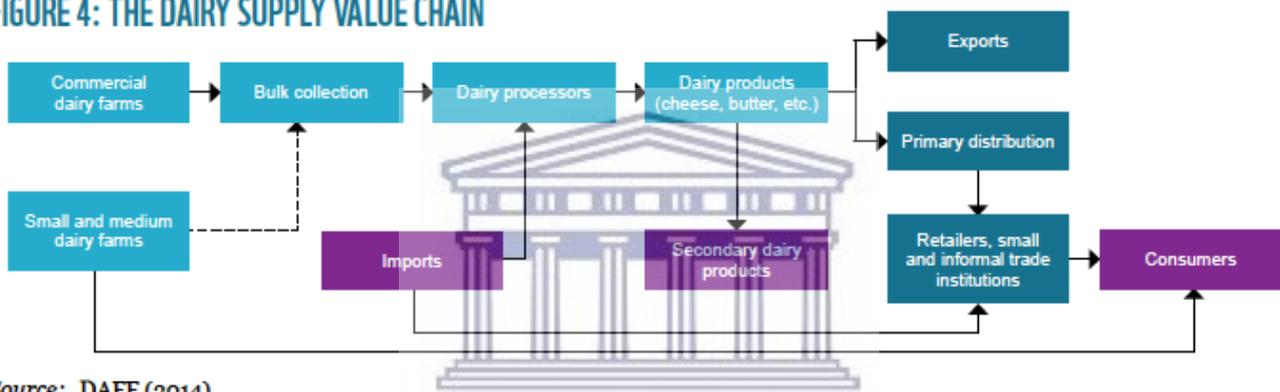 FIGURE 4: THE DAIRY SUPPLY VALUE CHAIN
Commercial
dairy farms
Bulk collection
Dairy processors
Dairy products
(cheese, butter, etc.)
Exports
Primary distribution
Small and medium
dairy farms
Imports
Secondary dairy
products
Retailers, small
and informal trade
institutions
Consumers
Source: DAFF (2014)